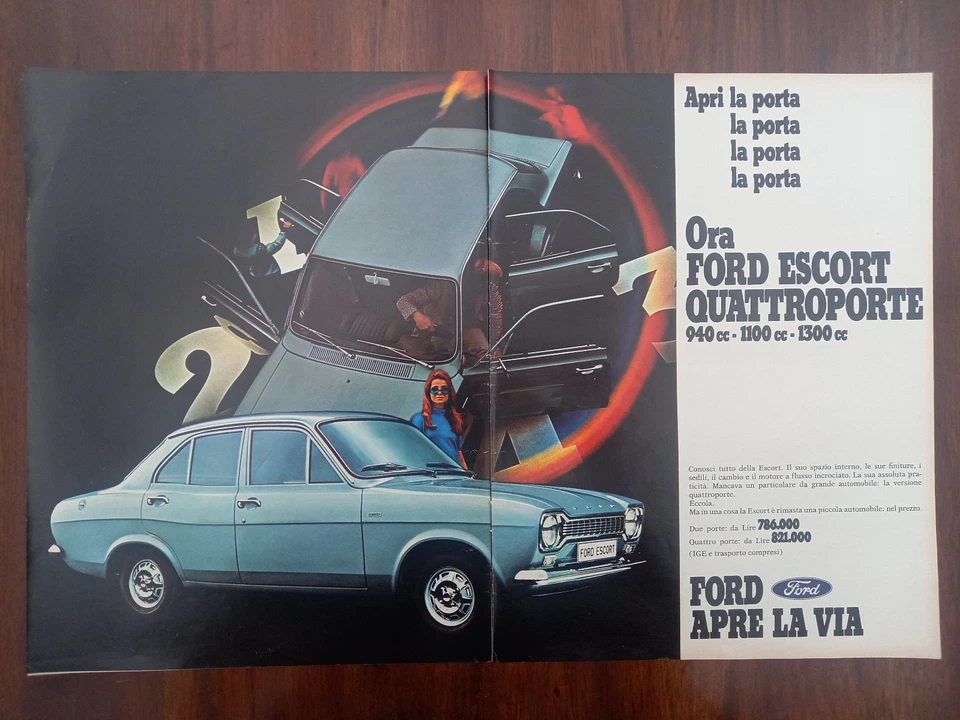 1
2
3
4
FORD ESCORT
Apri la porta
la porta
la porta
la porta
Ora
FORD ESCORT
QUATTROPORTE
940 cc - 1100 cc - 1300 cc
Conosci tutto della Escort. Il suo spazio interno, le sue finiture, i
sedili, il cambio e il motore a flusso incrociato. La sua assoluta pra-
ticità. Mancava un particolare da grande automobile: la versione
quattroporte.
Eccola.
Ma in una cosa la Escort è rimasta una piccola automobile: nel prezzo.
Due porte: da Lire 786.000
Quattro porte: da Lire 821.000
(IGE e trasporto compresi)
FORD Ford
APRE LA VIA